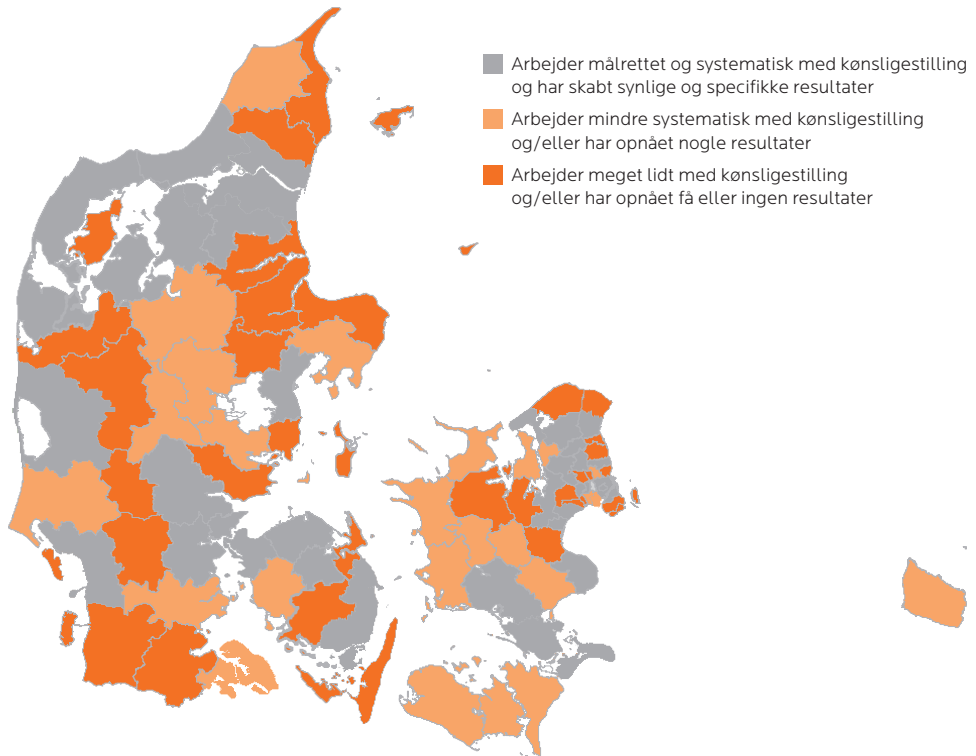 Arbejder målrettet og systematisk med kønsligestilling
og har skabt synlige og specifikke resultater
Arbejder mindre systematisk med kønsligestilling
og/eller har opnået nogle resultater
Arbejder meget lidt med kønsligestilling
og/eller har opnået få eller ingen resultater